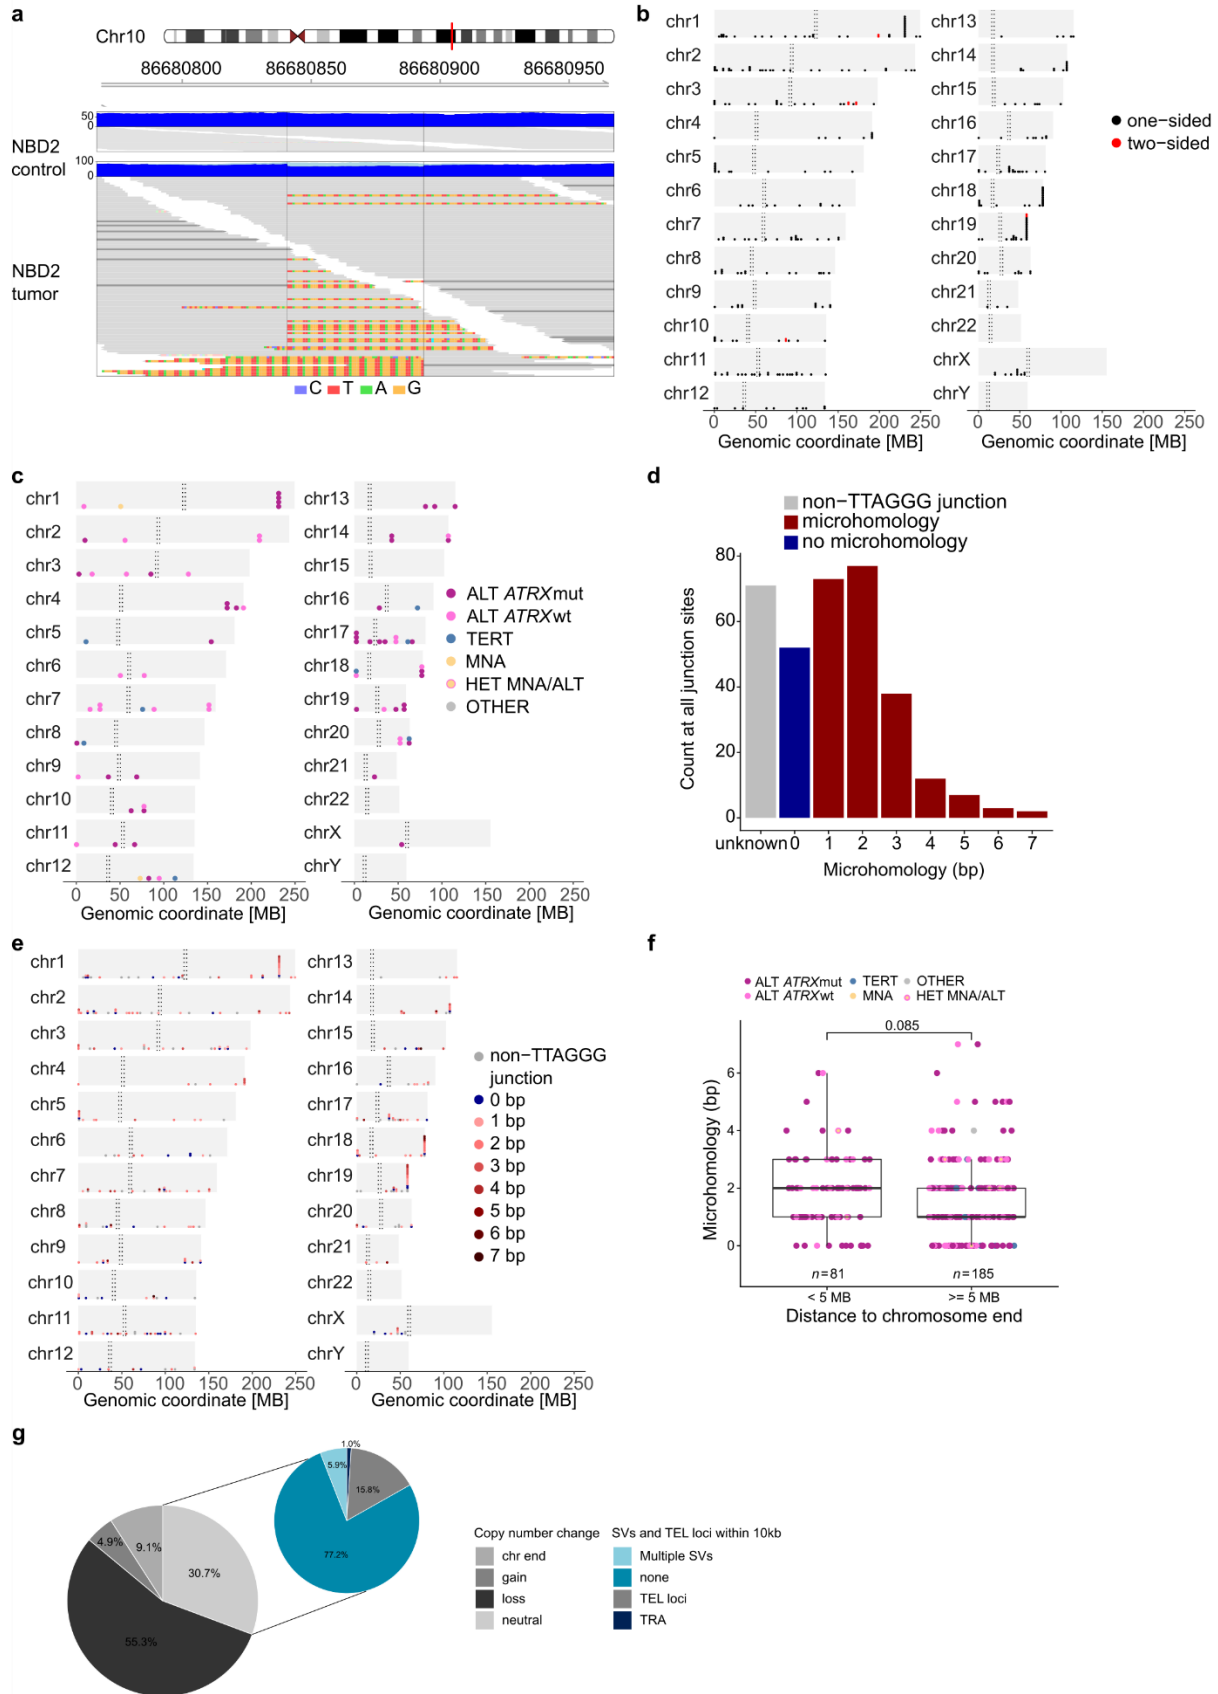 a
Chr10
86680800 86680850 86680900 86680950
50
0
NBD2
control
100
0
NBD2
tumor
C T A G
b
chr1
chr2
chr3
chr4
chr5
chr6
chr7
chr8
chr9
chr10
chr11
chr12
0 50 100 150 200 250
Genomic coordinate [MB]
chr13
chr14
chr15
chr16
chr17
chr18
chr19
chr20
chr21
chr22
chrX
chrY
0 50 100 150 200 250
Genomic coordinate [MB]
one−sided
two−sided
c
chr1
chr2
chr3
chr4
chr5
chr6
chr7
chr8
chr9
chr10
chr11
chr12
0 50 100 150 200 250
Genomic coordinate [MB]
chr13
chr14
chr15
chr16
chr17
chr18
chr19
chr20
chr21
chr22
chrX
chrY
0 50 100 150 200 250
Genomic coordinate [MB]
ALT ATRXmut
ALT ATRXwt
TERT
MNA
HET MNA/ALT
OTHER
d
non−TTAGGG junction
microhomology
no microhomology
Count at all junction sites
80
60
40
20
0
unknown 0 1 2 3 4 5 6 7
Microhomology (bp)
e
chr1
chr2
chr3
chr4
chr5
chr6
chr7
chr8
chr9
chr10
chr11
chr12
0 50 100 150 200 250
Genomic coordinate [MB]
chr13
chr14
chr15
chr16
chr17
chr18
chr19
chr20
chr21
chr22
chrX
chrY
0 50 100 150 200 250
Genomic coordinate [MB]
non−TTAGGG
junction
0 bp
1 bp
2 bp
3 bp
4 bp
5 bp
6 bp
7 bp
f
ALT ATRXmut TERT OTHER
ALT ATRXwt MNA HET MNA/ALT
0.085
Microhomology (bp)
6
4
2
0
n=81 n=185
< 5 MB >= 5 MB
Distance to chromosome end
g
4.9%
9.1%
30.7%
55.3%
1.0%
5.9%
15.8%
77.2%
Copy number change
chr end
gain
loss
neutral
SVs and TEL loci within 10kb
Multiple SVs
none
TEL loci
TRA